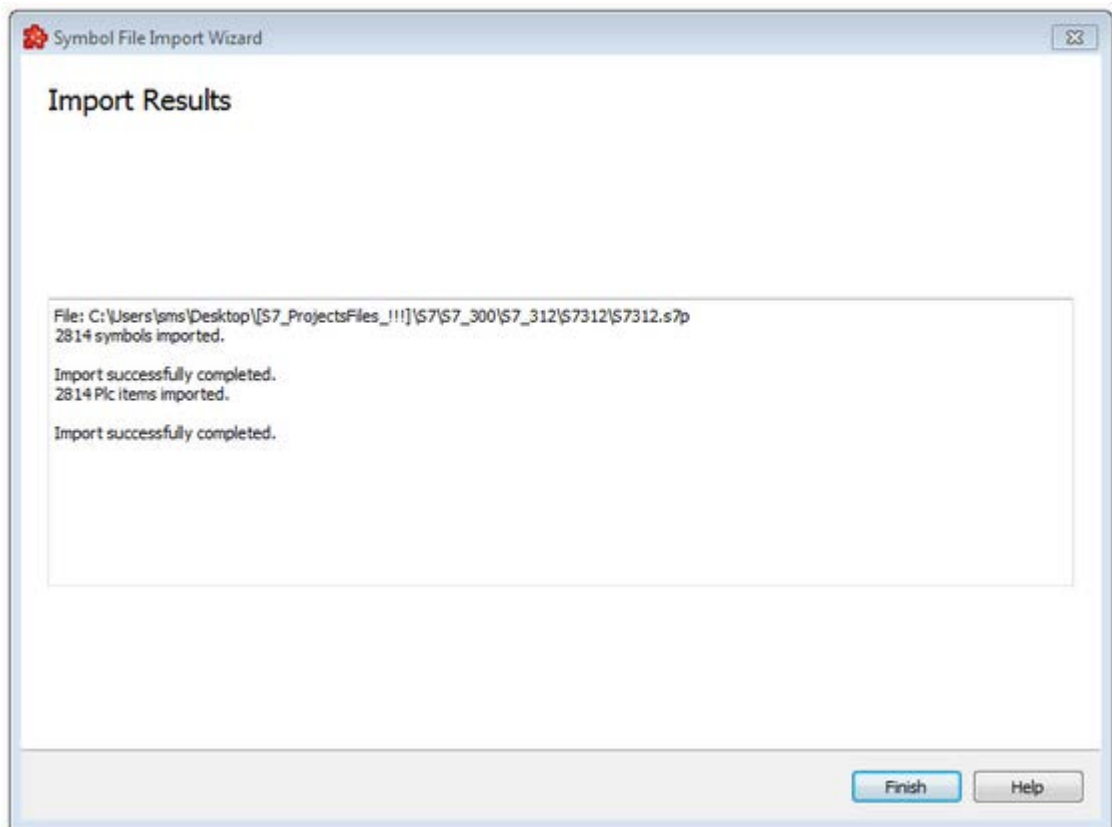 Symbol File Import Wizard
Import Results
File: C:\Users\sms\Desktop\[S7_ProjectsFiles_!!!]\S7\S7_300\S7_312\S7312\S7312.s7p
2814 symbols imported.
Import successfully completed.
2814 Plc items imported.
Import successfully completed.
Finish
Help